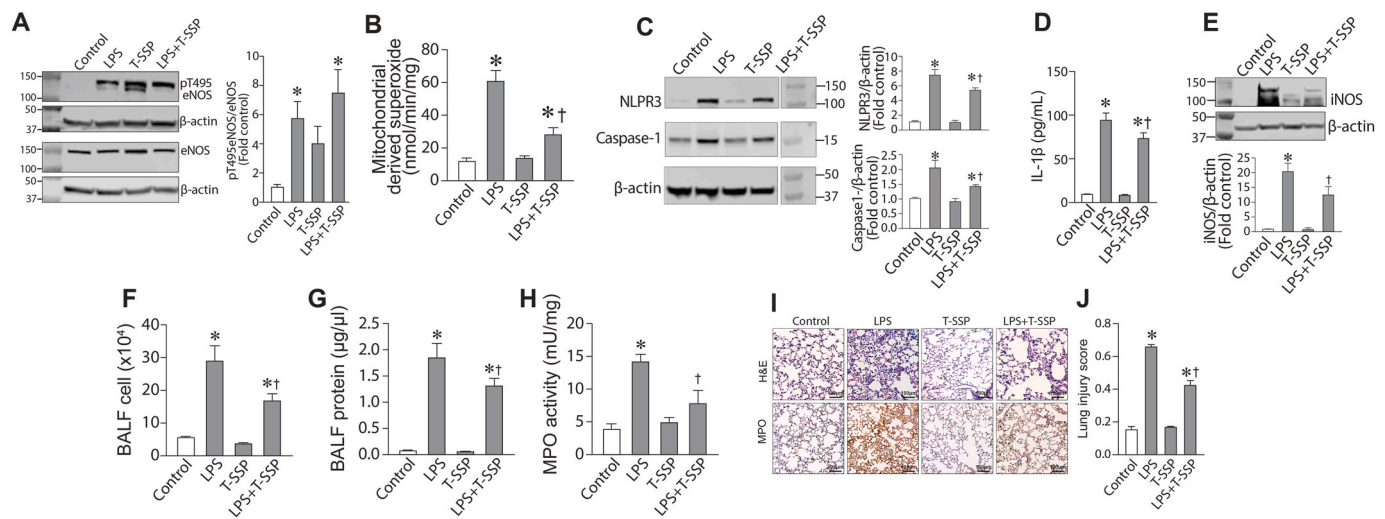 A
Control
LPS
T-SSP
LPS+T-SSP
50
37
150
100
50
37
150
100
50
37
pT495
eNOS
β-actin
eNOS
β-actin
pT495eNOS/eNOS
(Fold control)
10
8
6
4
2
0
*
*
Control
LPS
T-SSP
LPS+T-SSP
B
Mitochondrial
derived superoxide
(nmol/min/mg)
80
60
40
20
0
*
*†
Control
LPS
T-SSP
LPS+T-SSP
C
Control
LPS
T-SSP
LPS+T-SSP
NLPR3
150
100
Caspase-1
15
β-actin
50
37
NLPR3/β-actin
(Fold control)
10
8
6
4
2
0
*
*†
Caspase1-/β-actin
(Fold control)
2.5
2.0
1.5
1.0
0.5
0.0
*
*†
Control
LPS
T-SSP
LPS+T-SSP
D
IL-1β (pg/mL)
150
100
50
0
*
*†
Control
LPS
T-SSP
LPS+T-SSP
E
Control
LPS
T-SSP
LPS+T-SSP
150
100
50
37
iNOS
β-actin
iNOS/β-actin
(Fold control)
25
20
15
10
5
0
*
†
Control
LPS
T-SSP
LPS+T-SSP
F
BALF cell (x10⁴)
40
30
20
10
0
*
*†
Control
LPS
T-SSP
LPS+T-SSP
G
BALF protein (µg/µl)
2.5
2.0
1.5
1.0
0.5
0.0
*
*†
Control
LPS
T-SSP
LPS+T-SSP
H
MPO activity (mU/mg)
20
15
10
5
0
*
†
Control
LPS
T-SSP
LPS+T-SSP
I
Control
LPS
T-SSP
LPS+T-SSP
H&E
MPO
J
Lung injury score
0.8
0.6
0.4
0.2
0.0
*
*†
Control
LPS
T-SSP
LPS+T-SSP